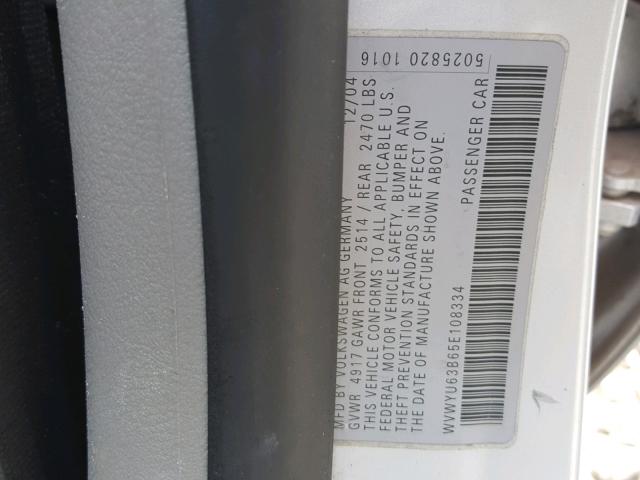 5025820 1016
MFD BY VOLKSWAGEN AG GERMANY 12/04
GVWR 4917 GAWR FRONT 2514 / REAR 2470 LBS
THIS VEHICLE CONFORMS TO ALL APPLICABLE U.S.
FEDERAL MOTOR VEHICLE SAFETY, BUMPER AND
THEFT PREVENTION STANDARDS IN EFFECT ON
THE DATE OF MANUFACTURE SHOWN ABOVE.
WVWYU63B65E108334 PASSENGER CAR